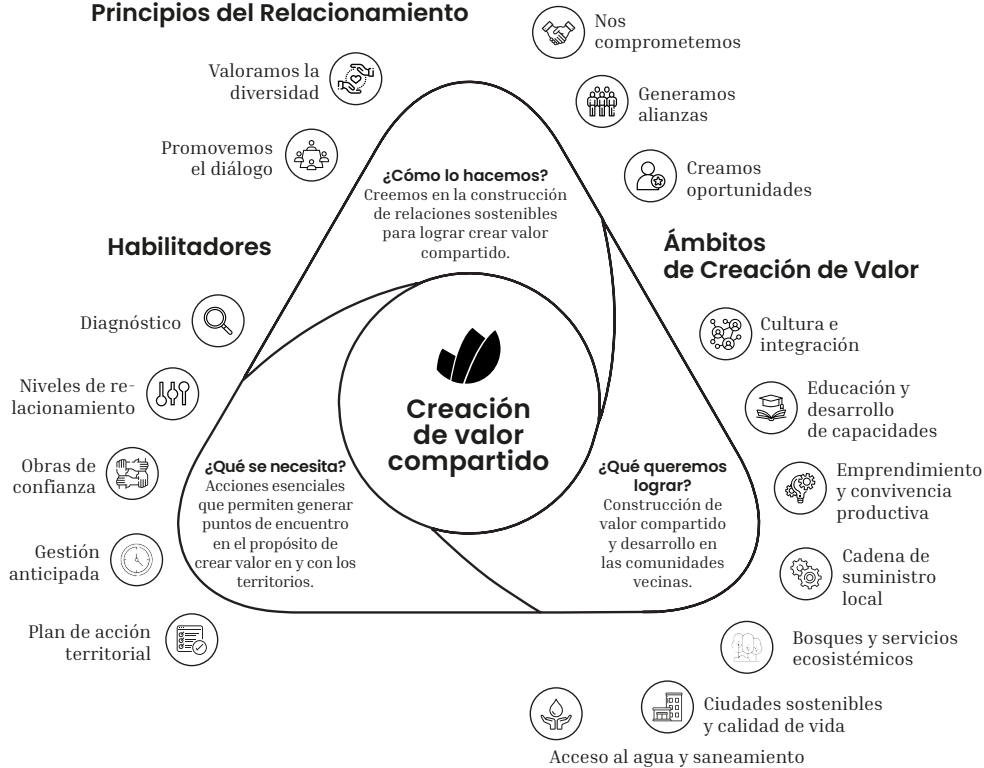 Principios del Relacionamiento
Valoramos la
diversidad
Promovemos
el diálogo
Nos
comprometemos
Generamos
alianzas
Creamos
oportunidades
¿Cómo lo hacemos?
Creemos en la construcción
de relaciones sostenibles
para lograr crear valor
compartido.
Habilitadores
Diagnóstico
Niveles de re-
lacionamiento
Obras de
confianza
Gestión
anticipada
Plan de acción
territorial
¿Qué se necesita?
Acciones esenciales
que permiten generar
puntos de encuentro
en el propósito de
crear valor en y con los
territorios.
Creación
de valor
compartido
¿Qué queremos
lograr?
Construcción de
valor compartido
y desarrollo en
las comunidades
vecinas.
Ámbitos
de Creación de Valor
Cultura e
integración
Educación y
desarrollo
de capacidades
Emprendimiento
y convivencia
productiva
Cadena de
suministro
local
Bosques y servicios
ecosistémicos
Ciudades sostenibles
y calidad de vida
Acceso al agua y saneamiento